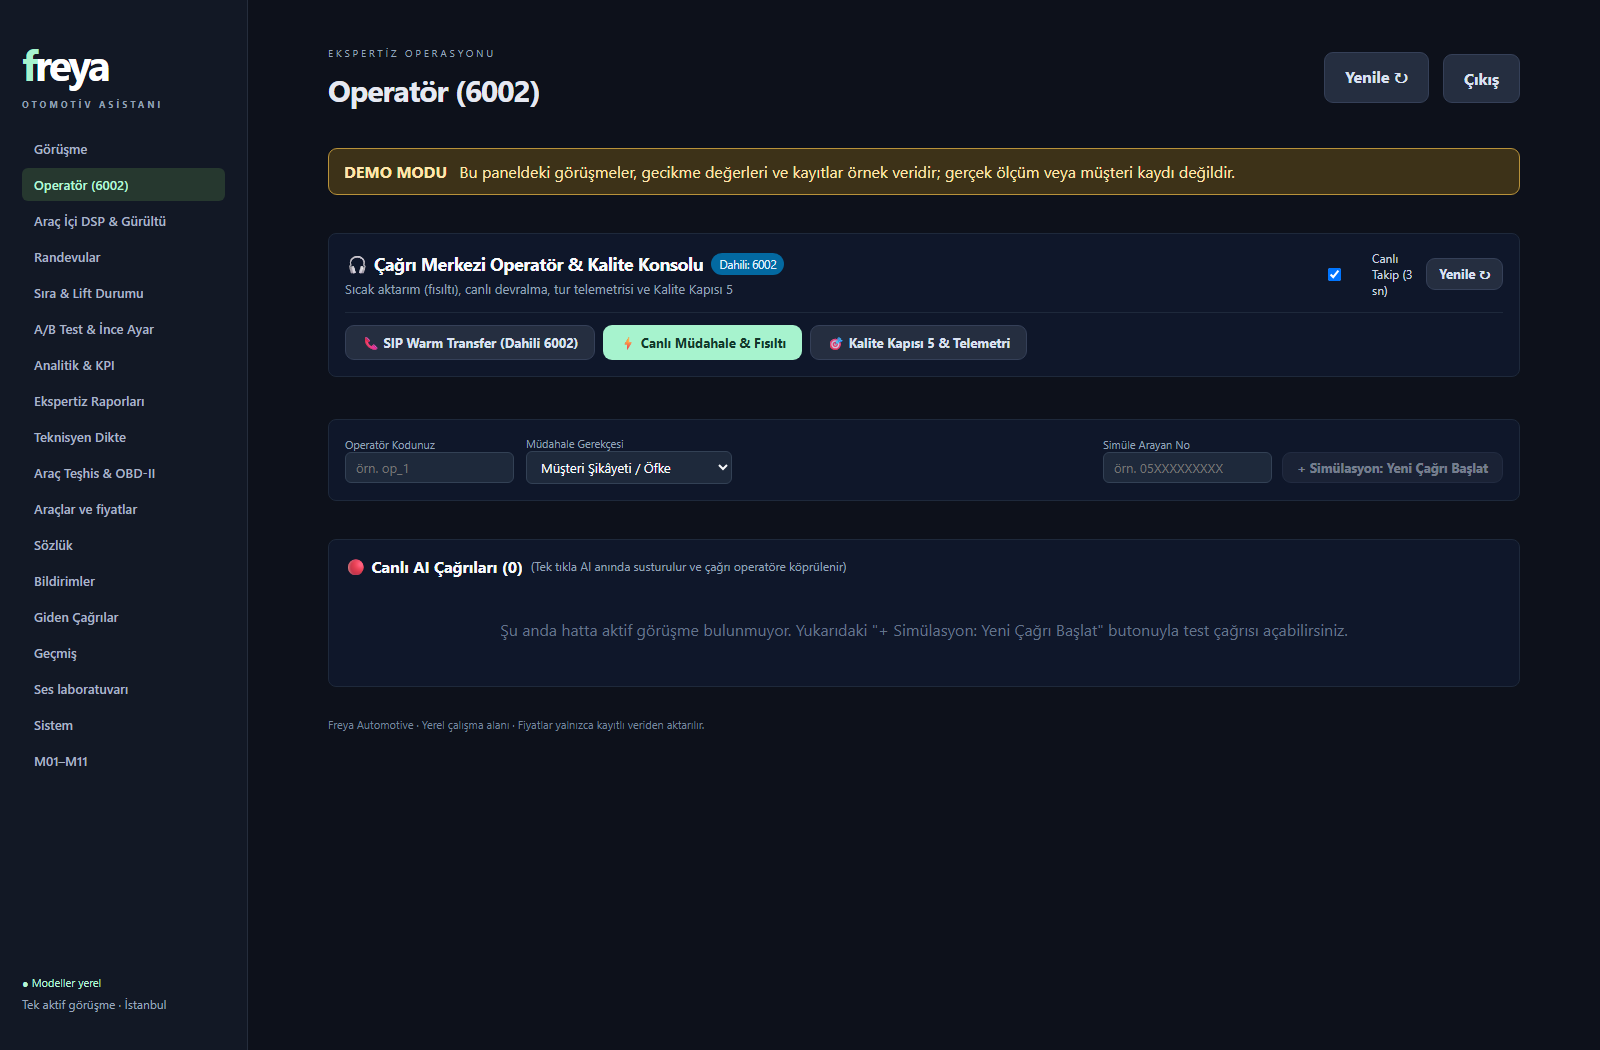 freya
OTOMOTİV ASİSTANI
Görüşme
Operatör (6002)
Araç İçi DSP & Gürültü
Randevular
Sıra & Lift Durumu
A/B Test & İnce Ayar
Analitik & KPI
Ekspertiz Raporları
Teknisyen Dikte
Araç Teşhis & OBD-II
Araçlar ve fiyatlar
Sözlük
Bildirimler
Giden Çağrılar
Geçmiş
Ses laboratuvarı
Sistem
M01–M11
● Modeller yerel
Tek aktif görüşme · İstanbul
EKSPERTİZ OPERASYONU
Operatör (6002)
Yenile ↻
Çıkış
DEMO MODU Bu paneldeki görüşmeler, gecikme değerleri ve kayıtlar örnek veridir; gerçek ölçüm veya müşteri kaydı değildir.
🎧 Çağrı Merkezi Operatör & Kalite Konsolu Dahili: 6002
Sıcak aktarım (fısıltı), canlı devralma, tur telemetrisi ve Kalite Kapısı 5
Canlı
Takip (3
sn)
Yenile ↻
📞 SIP Warm Transfer (Dahili 6002)
⚡ Canlı Müdahale & Fısıltı
🎯 Kalite Kapısı 5 & Telemetri
Operatör Kodunuz
örn. op_1
Müdahale Gerekçesi
Müşteri Şikâyeti / Öfke
Simüle Arayan No
örn. 05XXXXXXXXX
+ Simülasyon: Yeni Çağrı Başlat
🔴 Canlı AI Çağrıları (0) (Tek tıkla AI anında susturulur ve çağrı operatöre köprülenir)
Şu anda hatta aktif görüşme bulunmuyor. Yukarıdaki "+ Simülasyon: Yeni Çağrı Başlat" butonuyla test çağrısı açabilirsiniz.
Freya Automotive · Yerel çalışma alanı · Fiyatlar yalnızca kayıtlı veriden aktarılır.